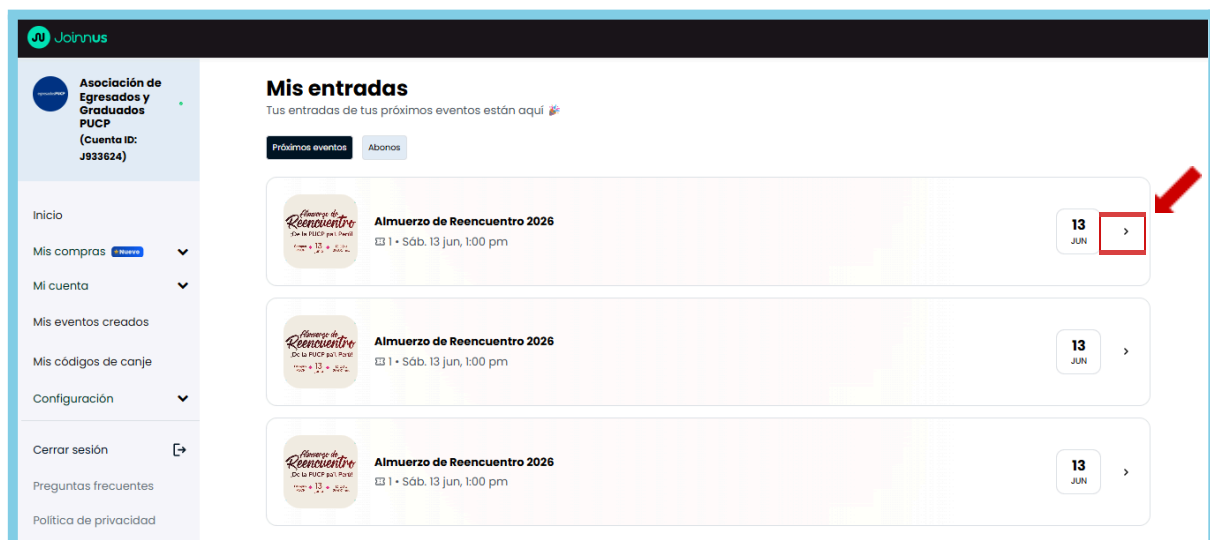 Joinnus
Asociación de
Egresados y
Graduados
PUCP
(Cuenta ID:
J933624)
Inicio
Mis compras Nuevo
Mi cuenta
Mis eventos creados
Mis códigos de canje
Configuración
Cerrar sesión
Preguntas frecuentes
Política de privacidad
Mis entradas
Tus entradas de tus próximos eventos están aquí 🎉
Próximos eventos Abonos
Almuerzo de
Reencuentro
¡De la PUCP pa'l Perú!
13
Almuerzo de Reencuentro 2026
1 • Sáb. 13 jun, 1:00 pm
13
JUN
Almuerzo de
Reencuentro
¡De la PUCP pa'l Perú!
13
Almuerzo de Reencuentro 2026
1 • Sáb. 13 jun, 1:00 pm
13
JUN
Almuerzo de
Reencuentro
¡De la PUCP pa'l Perú!
13
Almuerzo de Reencuentro 2026
1 • Sáb. 13 jun, 1:00 pm
13
JUN